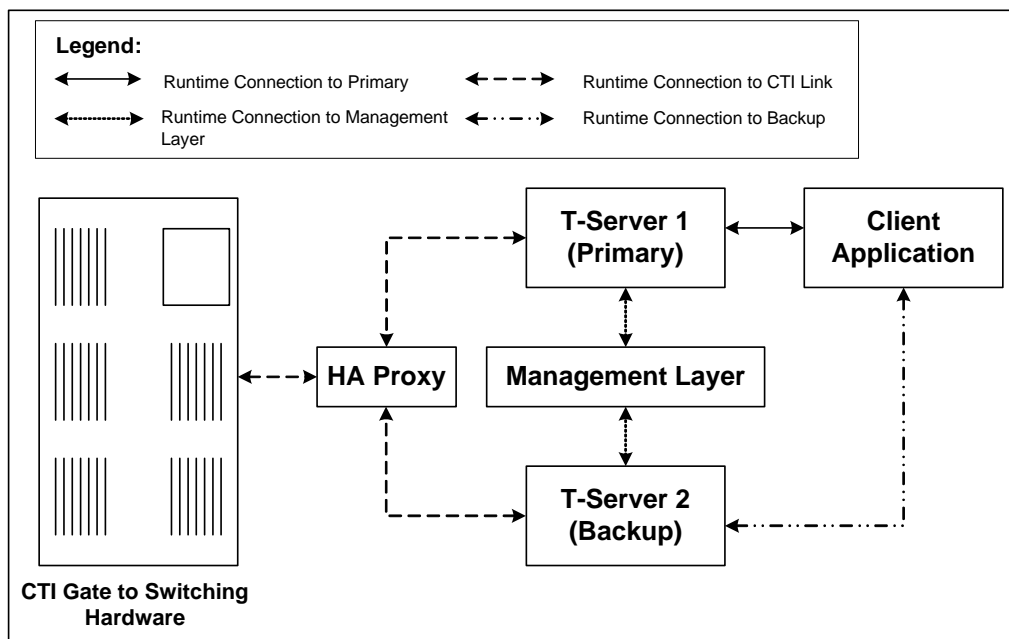 Legend:
Runtime Connection to Primary
Runtime Connection to CTI Link
Runtime Connection to Management
Layer
Runtime Connection to Backup
T-Server 1
(Primary)
Client
Application
HA Proxy
Management Layer
T-Server 2
(Backup)
CTI Gate to Switching
Hardware